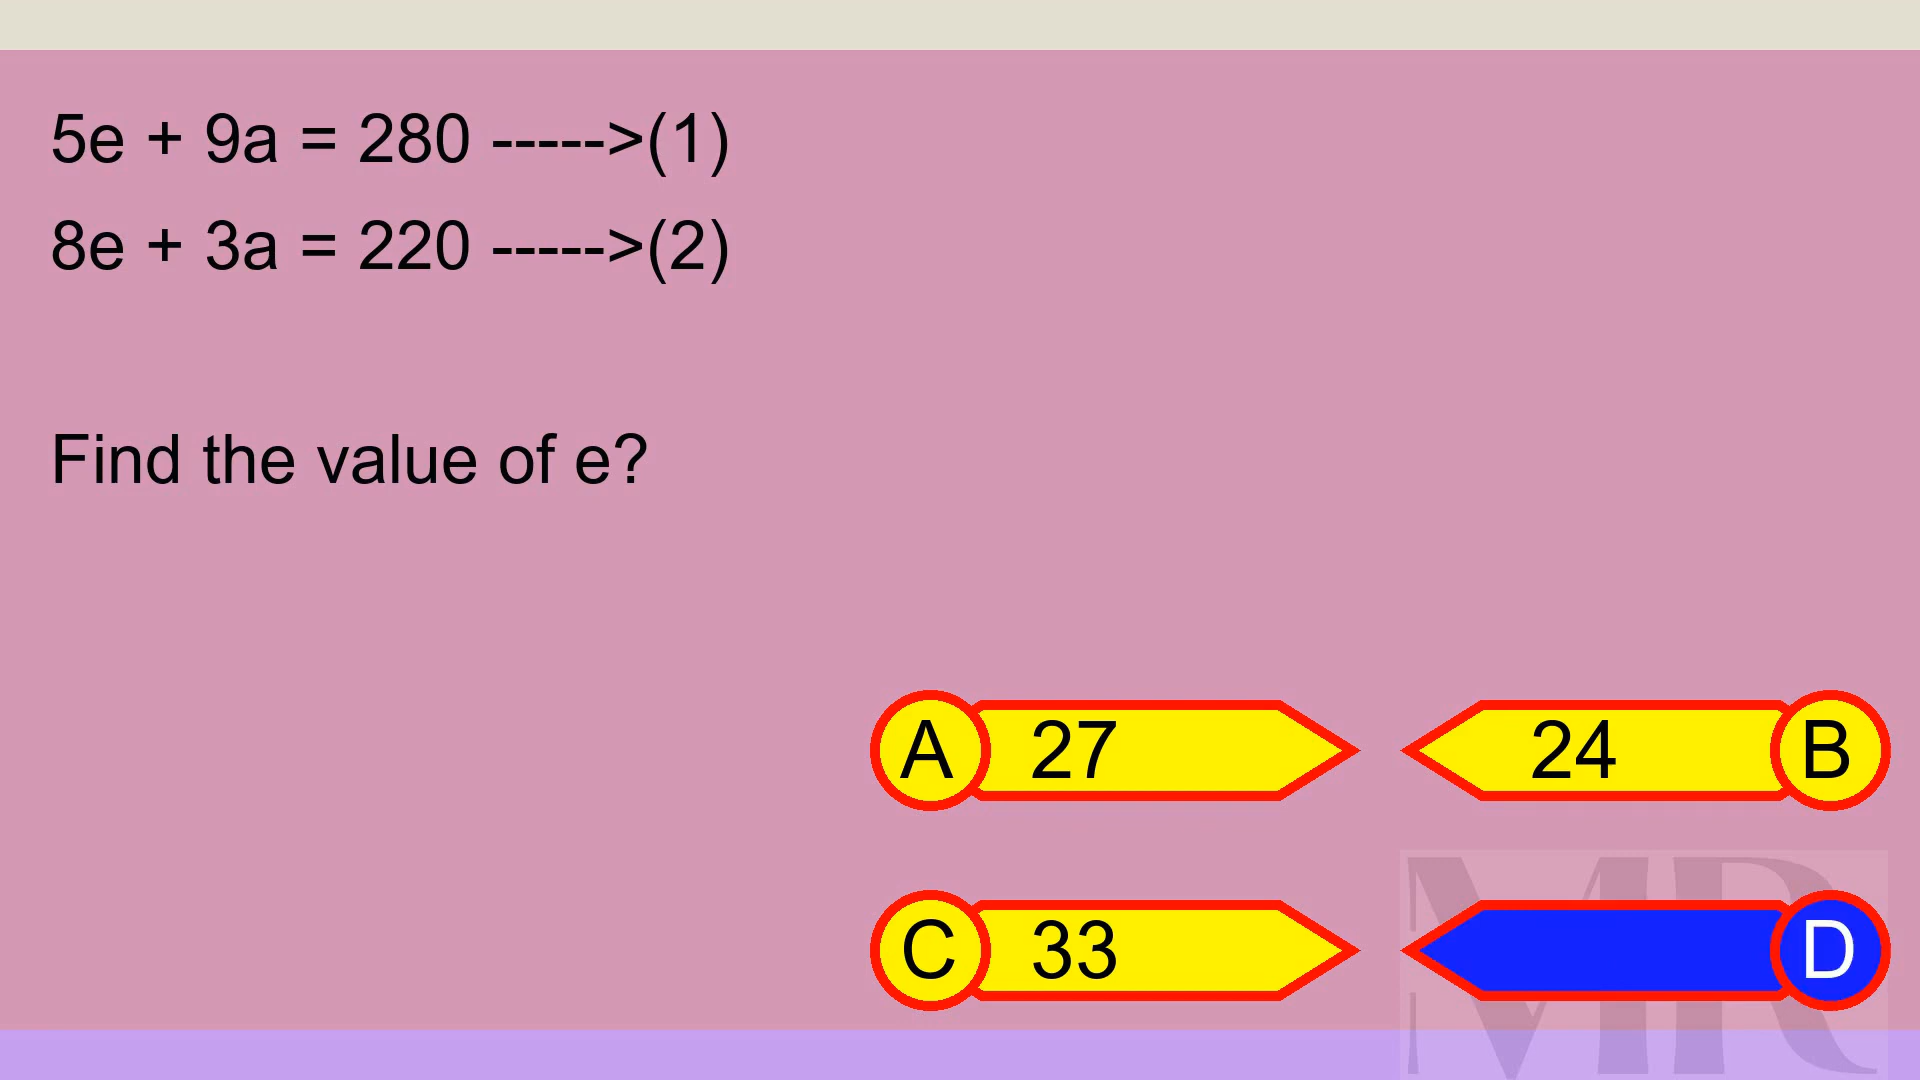 5e + 9a = 280 ----->(1)
8e + 3a = 220 ----->(2)
Find the value of e?
A 27
24 B
C 33
D
MR